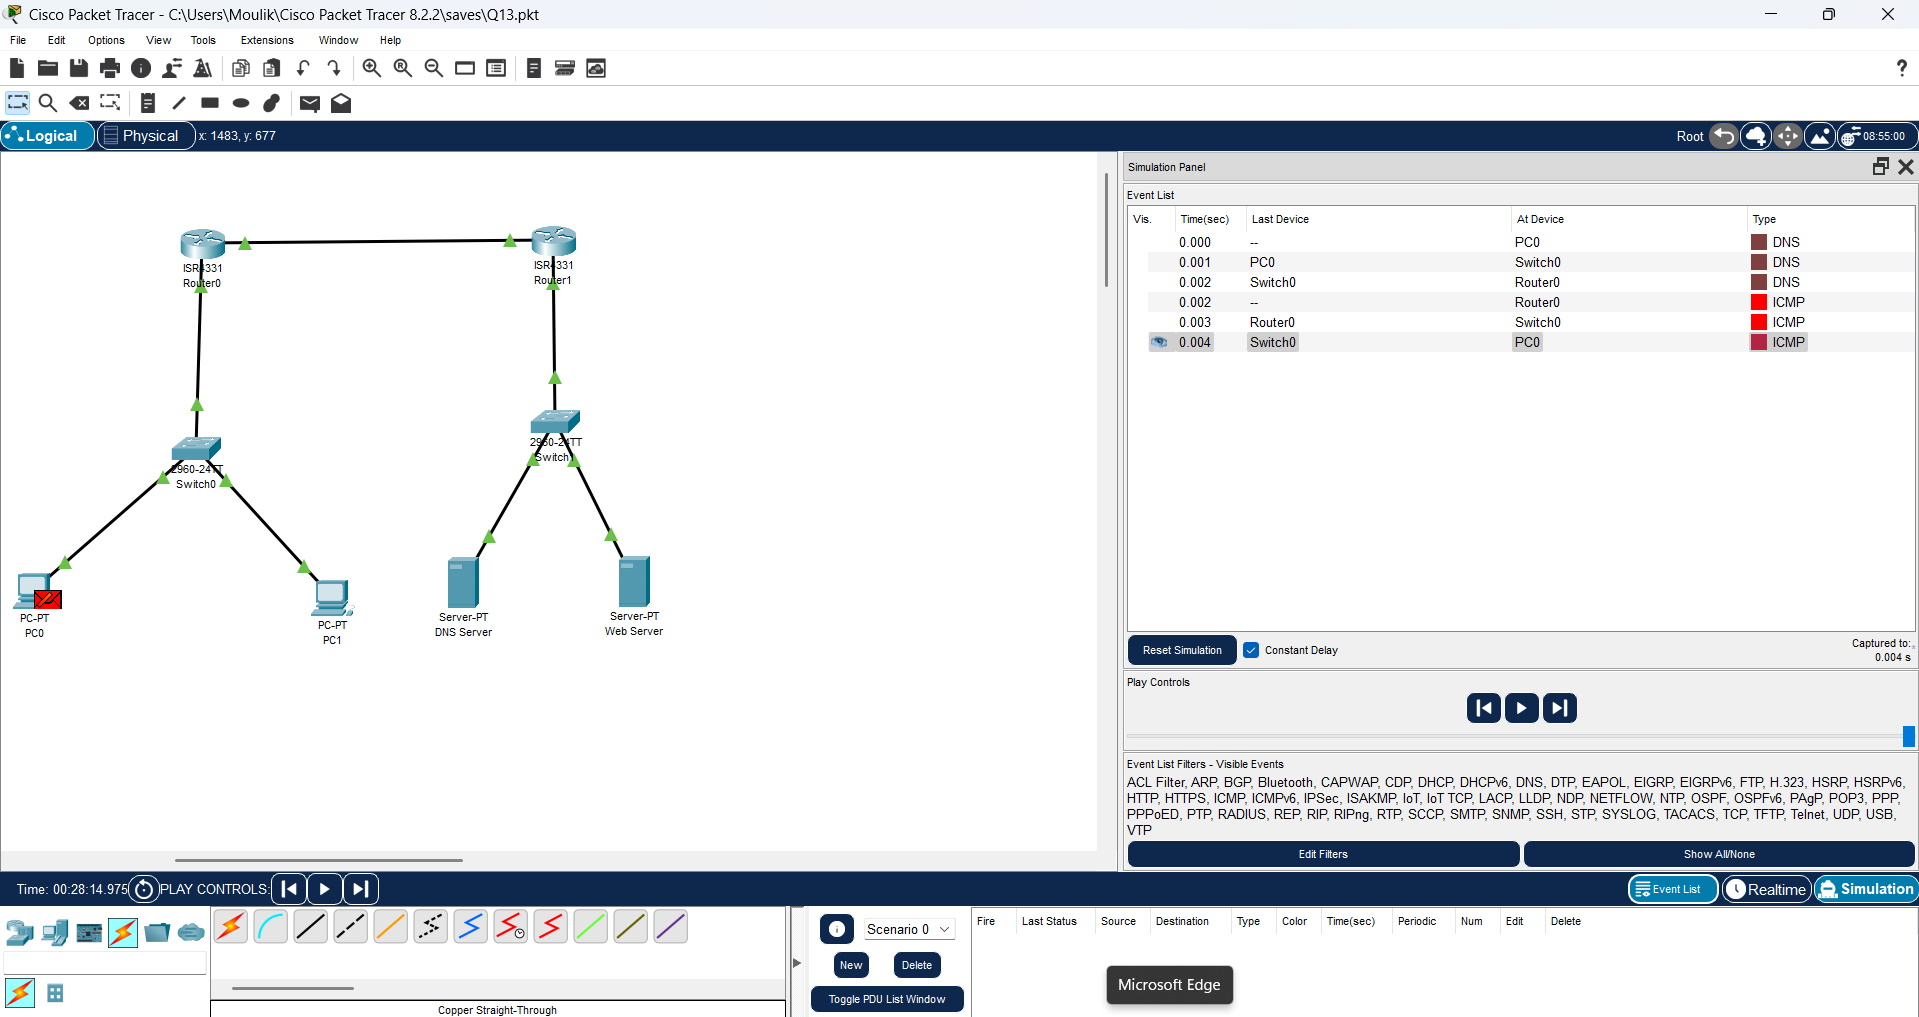 Cisco Packet Tracer - C:\Users\Moulik\Cisco Packet Tracer 8.2.2\saves\Q13.pkt
File Edit Options View Tools Extensions Window Help
?
Logical Physical x: 1483, y: 677 Root 08:55:00
Simulation Panel
Event List
Vis. Time(sec) Last Device At Device Type
0.000 -- PC0 DNS
0.001 PC0 Switch0 DNS
0.002 Switch0 Router0 DNS
0.002 -- Router0 ICMP
0.003 Router0 Switch0 ICMP
0.004 Switch0 PC0 ICMP
ISR4331
Router0
ISR4331
Router1
2960-24TT
Switch0
2960-24TT
Switch1
PC-PT
PC0
PC-PT
PC1
Server-PT
DNS Server
Server-PT
Web Server
Reset Simulation Constant Delay Captured to:
0.004 s
Play Controls
Event List Filters - Visible Events
ACL Filter, ARP, BGP, Bluetooth, CAPWAP, CDP, DHCP, DHCPv6, DNS, DTP, EAPOL, EIGRP, EIGRPv6, FTP, H.323, HSRP, HSRPv6,
HTTP, HTTPS, ICMP, ICMPv6, IPSec, ISAKMP, IoT, IoT TCP, LACP, LLDP, NDP, NETFLOW, NTP, OSPF, OSPFv6, PAgP, POP3, PPP,
PPPoED, PTP, RADIUS, REP, RIP, RIPng, RTP, SCCP, SMTP, SNMP, SSH, STP, SYSLOG, TACACS, TCP, TFTP, Telnet, UDP, USB,
VTP
Edit Filters Show All/None
Time: 00:28:14.975 PLAY CONTROLS: Event List Realtime Simulation
Scenario 0
New Delete
Toggle PDU List Window
Fire Last Status Source Destination Type Color Time(sec) Periodic Num Edit Delete
Microsoft Edge
Copper Straight-Through